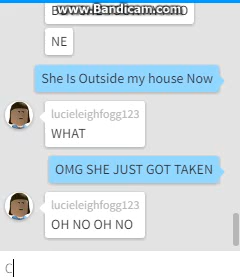 www.Bandicam.com
NE
She Is Outside my house Now
lucieleighfogg123
WHAT
OMG SHE JUST GOT TAKEN
lucieleighfogg123
OH NO OH NO
C